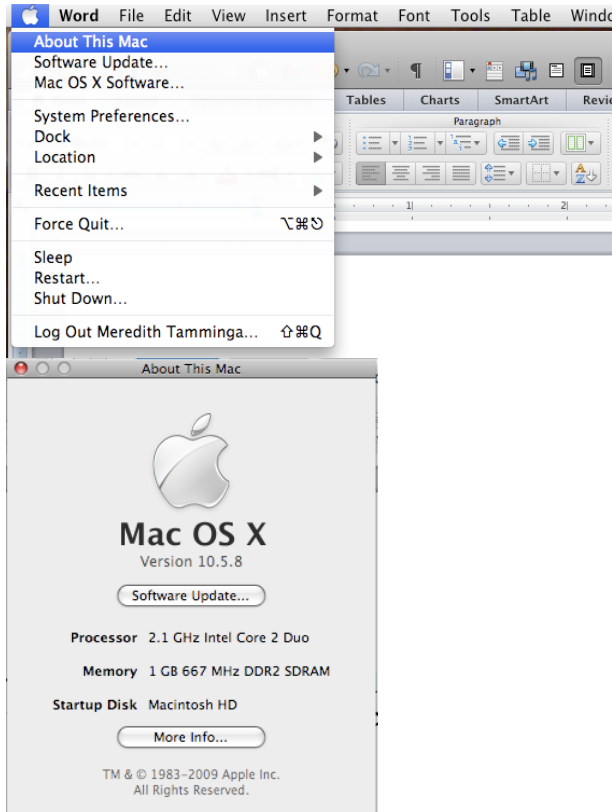 Word File Edit View Insert Format Font Tools Table
About This Mac
Software Update...
Mac OS X Software...
Tables Charts SmartArt
Paragraph
System Preferences...
Dock
Location
Recent Items
1 2
Force Quit... ⌥⌘⎋
Sleep
Restart...
Shut Down...
Log Out Meredith Tamminga... ⇧⌘Q
About This Mac
Mac OS X
Version 10.5.8
Software Update...
Processor 2.1 GHz Intel Core 2 Duo
Memory 1 GB 667 MHz DDR2 SDRAM
Startup Disk Macintosh HD
More Info...
TM & © 1983-2009 Apple Inc.
All Rights Reserved.